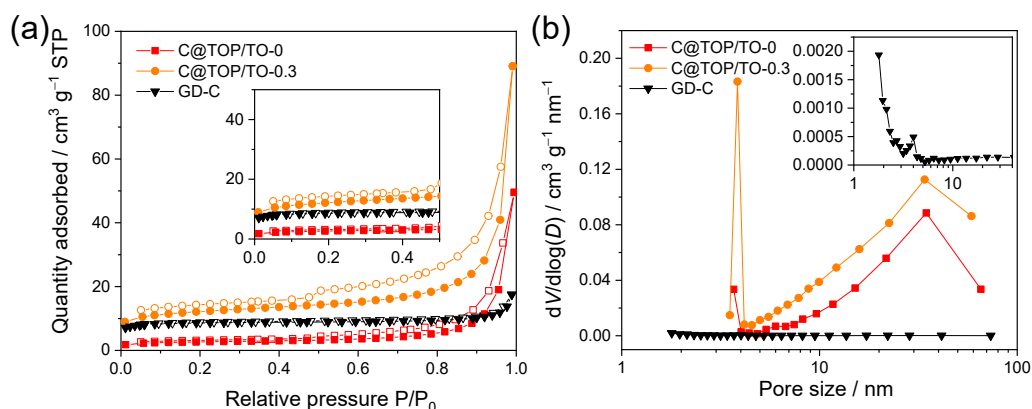 (a)
Quantity adsorbed / cm³ g⁻¹ STP
100
80
60
40
20
0
C@TOP/TO-0
C@TOP/TO-0.3
GD-C
40
20
0
0.0 0.2 0.4
0.0 0.2 0.4 0.6 0.8 1.0
Relative pressure P/P₀
(b)
dV/dlog(D) / cm³ g⁻¹ nm⁻¹
0.20
0.16
0.12
0.08
0.04
0.00
C@TOP/TO-0
C@TOP/TO-0.3
GD-C
0.0020
0.0015
0.0010
0.0005
0.0000
1 10
1 10 100
Pore size / nm